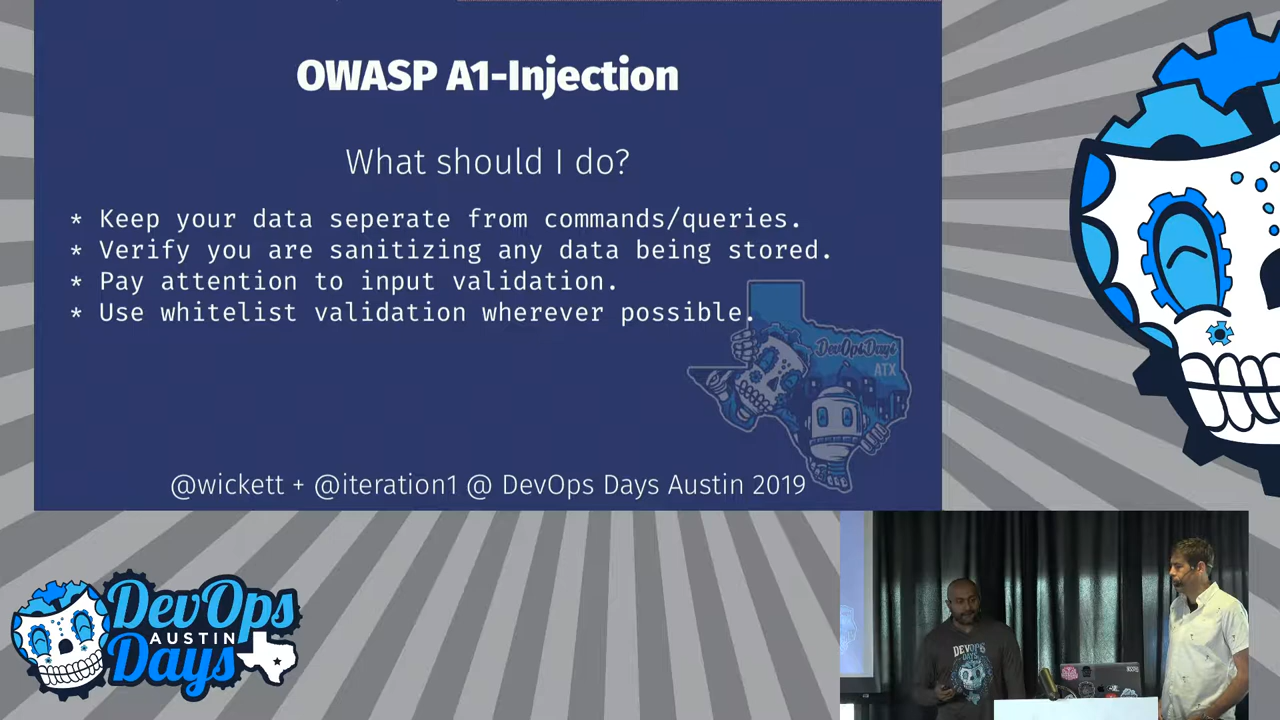 OWASP A1-Injection
What should I do?
* Keep your data seperate from commands/queries.
* Verify you are sanitizing any data being stored.
* Pay attention to input validation.
* Use whitelist validation wherever possible.
DevOpsDays
ATX
@wickett + @iteration1 @ DevOps Days Austin 2019
DevOps
AUSTIN
Days
DEVOPS
DAYS